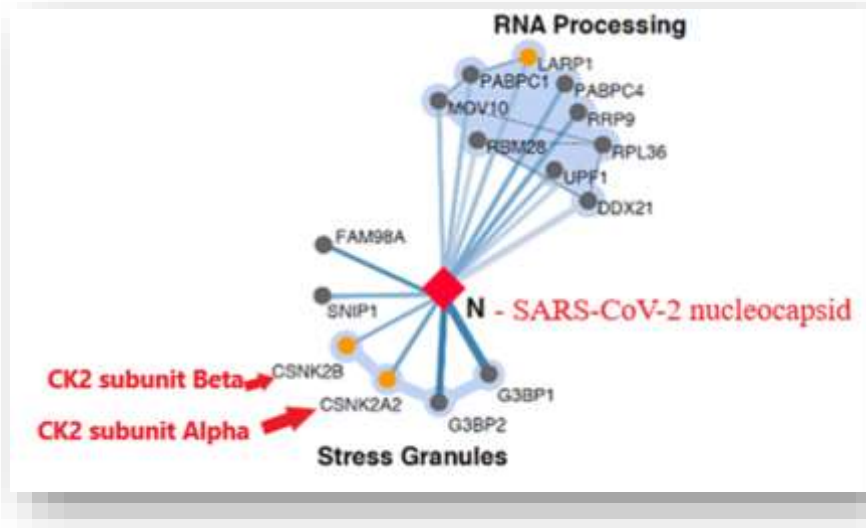 RNA Processing
LARP1
PABPC1
PABPC4
MOV10
RRP9
RBM28
RPL36
UPF1
DDX21
FAM98A
SNIP1
N - SARS-CoV-2 nucleocapsid
CK2 subunit Beta
CSNK2B
CSNK2A2
G3BP1
CK2 subunit Alpha
G3BP2
Stress Granules